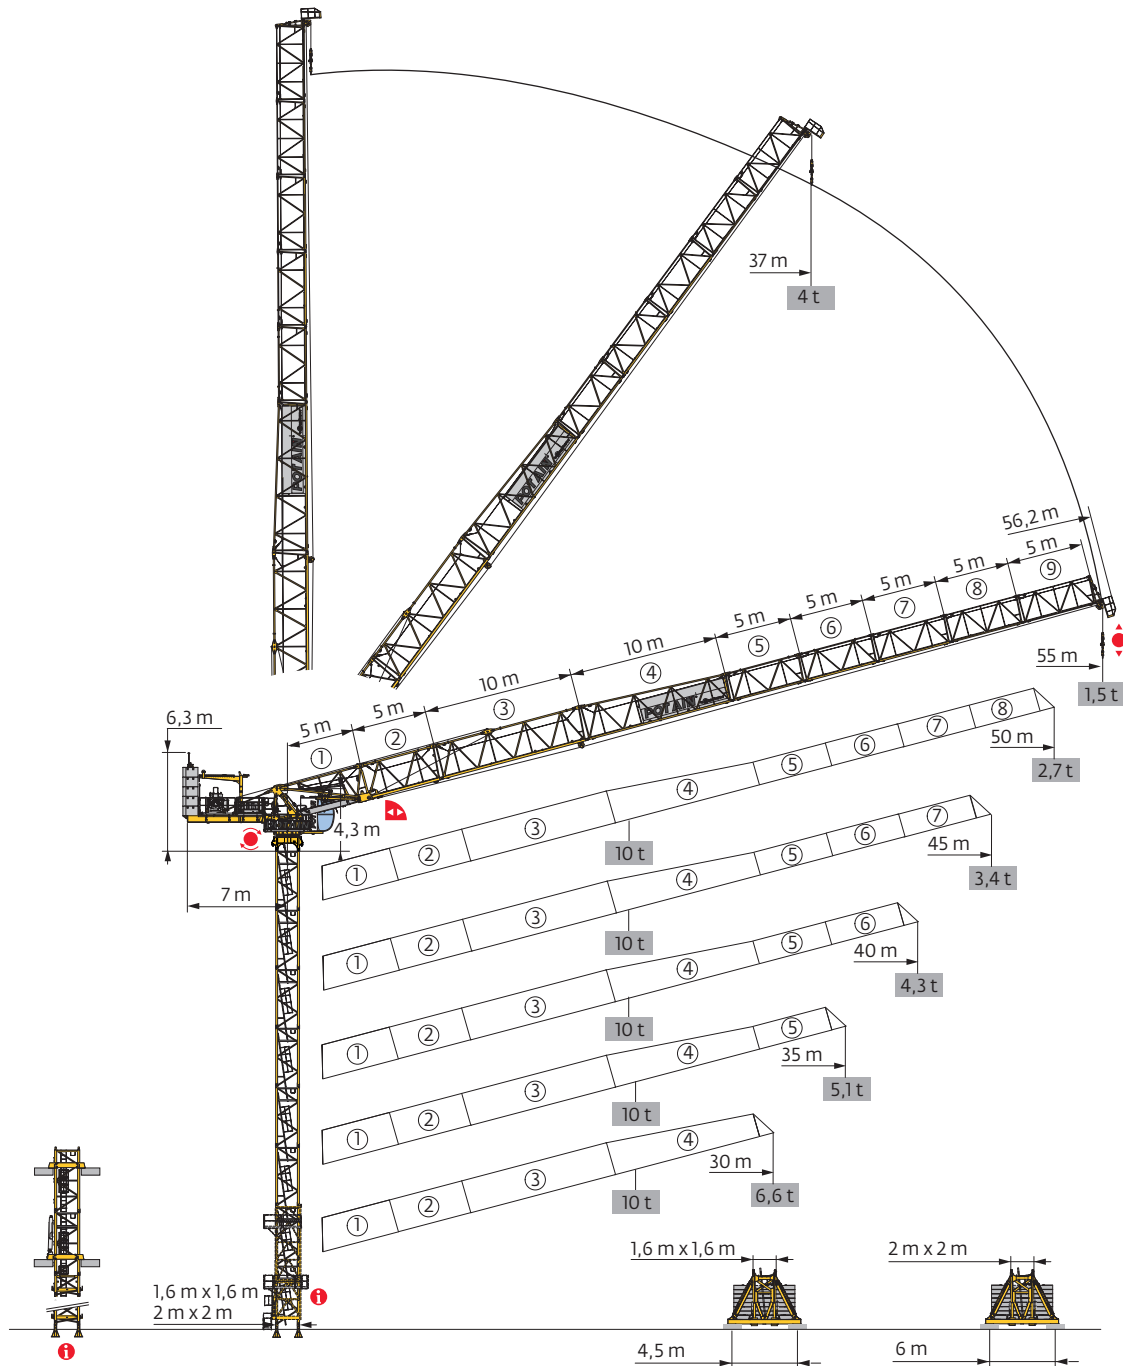 37 m
4 t
POTAIN
POTAIN
56,2 m
5 m
5 m
5 m
5 m
5 m
10 m
10 m
5 m
5 m
⑨
⑧
⑦
⑥
⑤
④
③
②
①
POTAIN
55 m
1,5 t
6,3 m
4,3 m
7 m
① ② ③ ④ ⑤ ⑥ ⑦ ⑧
50 m
2,7 t
10 t
① ② ③ ④ ⑤ ⑥ ⑦
45 m
3,4 t
10 t
① ② ③ ④ ⑤ ⑥
40 m
4,3 t
10 t
① ② ③ ④ ⑤
35 m
5,1 t
10 t
① ② ③ ④
30 m
6,6 t
10 t
1,6 m x 1,6 m
2 m x 2 m
i
i
1,6 m x 1,6 m
4,5 m
2 m x 2 m
6 m